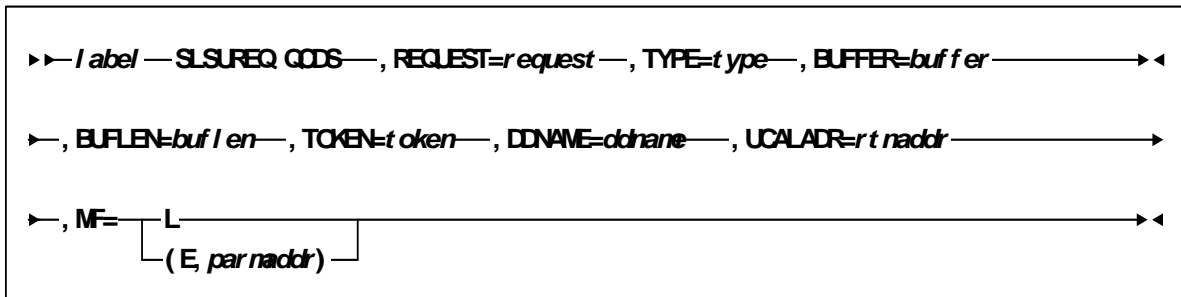 label SLSUREQ QCDS , REQUEST=request , TYPE=type , BUFFER=buffer
, BUFLEN=buflen , TOKEN=token , DDNAME=ddname , UCALADR=rtnaddr
, MF= L
(E, parmaddr)